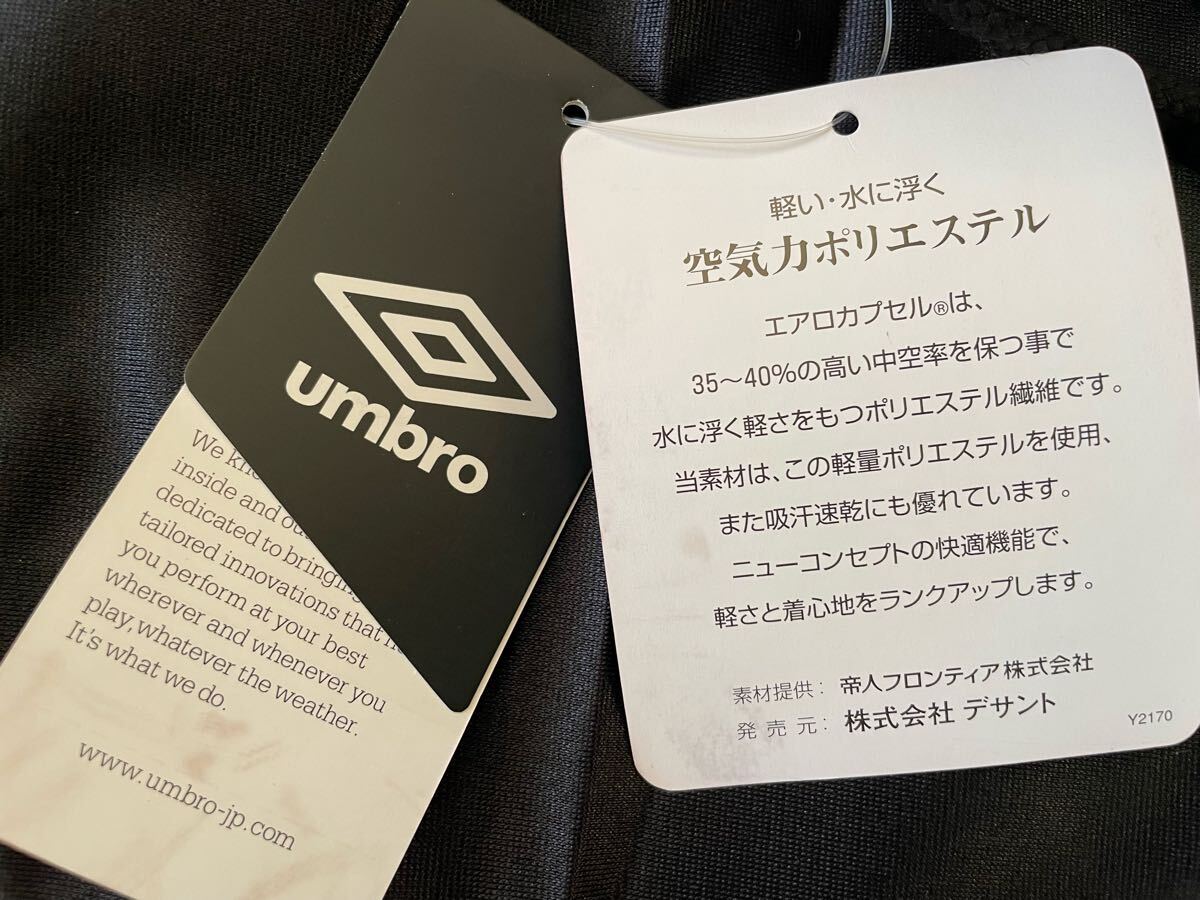 umbro
We
inside and
dedicated to bringing
tailored innovations that
you perform at your best
wherever and whenever you
play, whatever the weather.
It's what we do.
www.umbro-jp.com
軽い・水に浮く
空気力ポリエステル
エアロカプセル®は、
35～40%の高い中空率を保つ事で
水に浮く軽さをもつポリエステル繊維です。
当素材は、この軽量ポリエステルを使用、
また吸汗速乾にも優れています。
ニューコンセプトの快適機能で、
軽さと着心地をランクアップします。
素材提供: 帝人フロンティア株式会社
発売元: 株式会社 デサント
Y2170